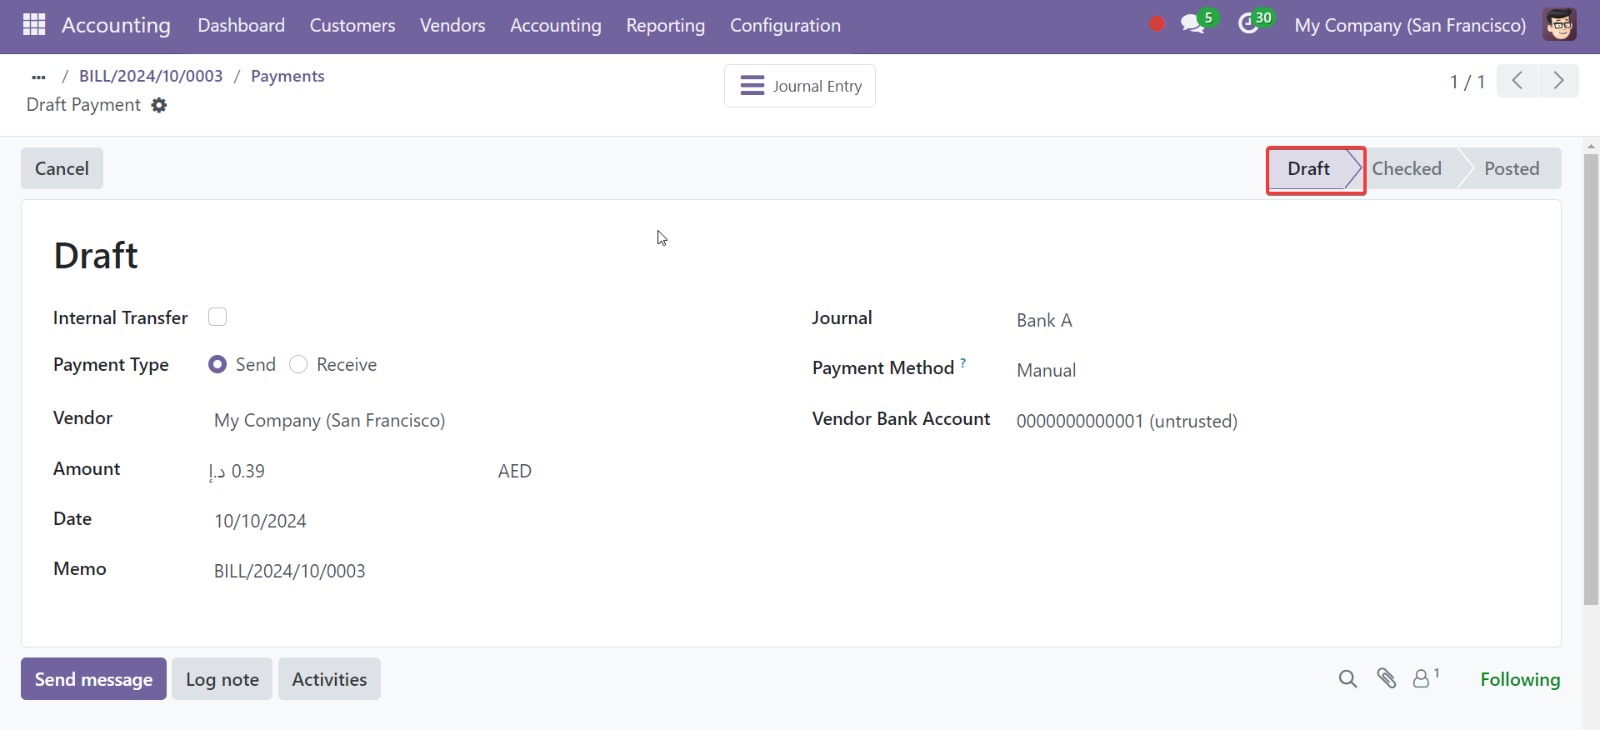 Accounting Dashboard Customers Vendors Accounting Reporting Configuration 5 30 My Company (San Francisco)
... / BILL/2024/10/0003 / Payments
Draft Payment
Journal Entry
1 / 1
Cancel
Draft Checked Posted
Draft
Internal Transfer
Journal Bank A
Payment Type Send Receive
Payment Method ? Manual
Vendor My Company (San Francisco)
Vendor Bank Account 0000000000001 (untrusted)
Amount د.إ 0.39 AED
Date 10/10/2024
Memo BILL/2024/10/0003
Send message Log note Activities 1 Following